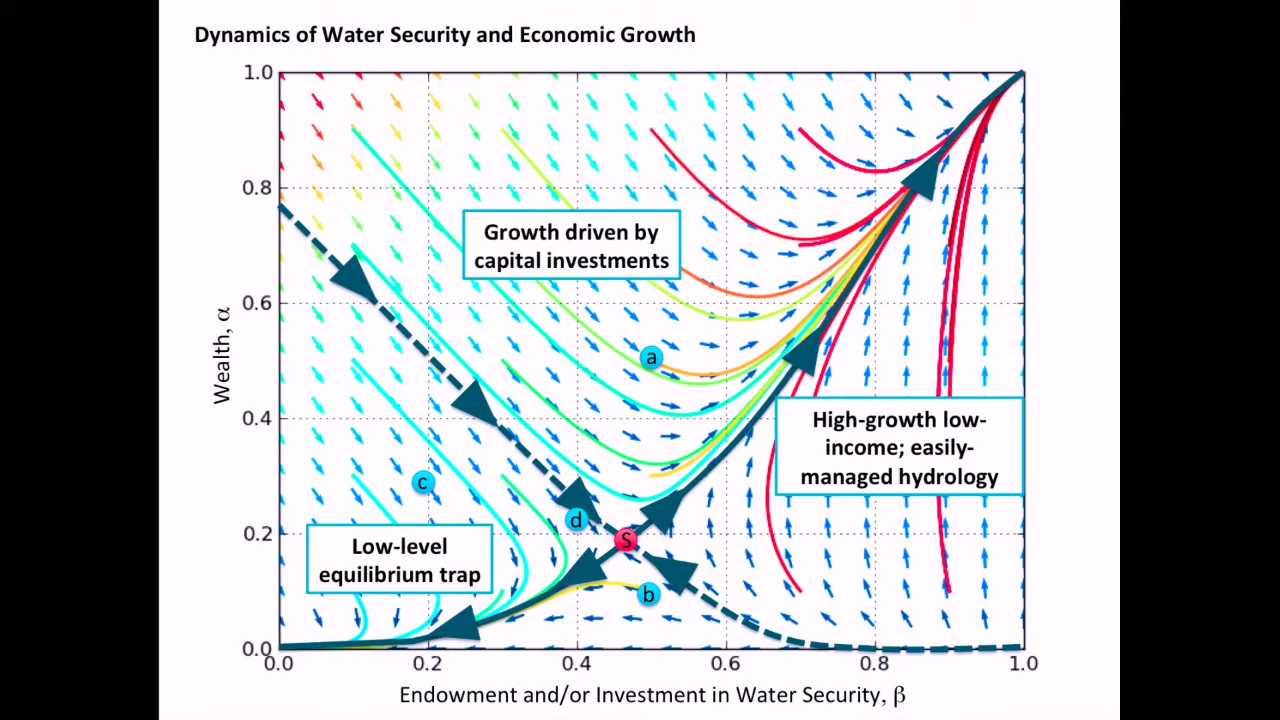 Dynamics of Water Security and Economic Growth
1.0
0.8
0.6
0.4
0.2
0.0
Wealth, α
Growth driven by
capital investments
a
High-growth low-
income; easily-
managed hydrology
c
d
S
Low-level
equilibrium trap
b
0.0
0.2
0.4
0.6
0.8
1.0
Endowment and/or Investment in Water Security, β